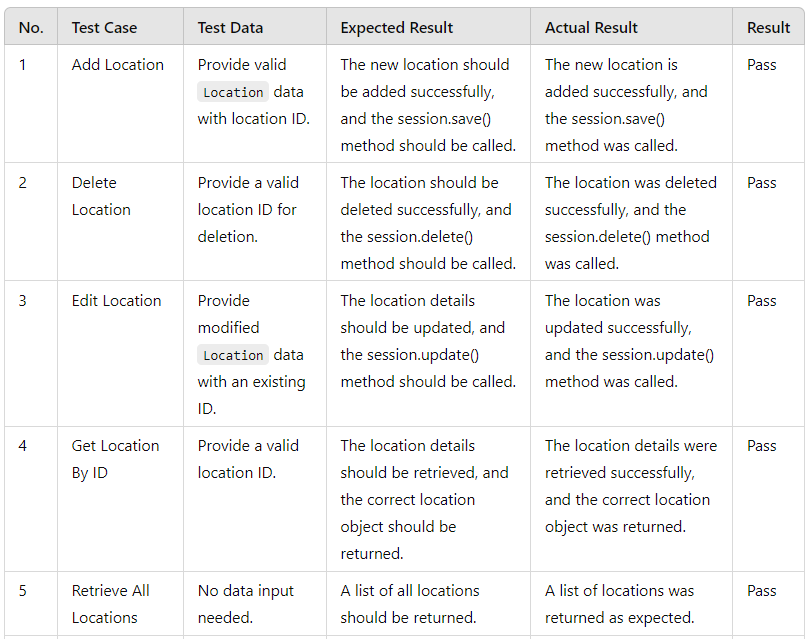 No. Test Case Test Data Expected Result Actual Result Result
1 Add Location Provide valid The new location should The new location is Pass
Location data be added successfully, added successfully, and
with location ID. and the session.save() the session.save()
method should be called. method was called.
2 Delete Provide a valid The location should be The location was deleted Pass
Location location ID for deleted successfully, and successfully, and the
deletion. the session.delete() session.delete() method
method should be called. was called.
3 Edit Location Provide The location details The location was Pass
modified should be updated, and updated successfully,
Location data the session.update() and the session.update()
with an existing method should be called. method was called.
ID.
4 Get Location Provide a valid The location details The location details were Pass
By ID location ID. should be retrieved, and retrieved successfully,
the correct location and the correct location
object should be object was returned.
returned.
5 Retrieve All No data input A list of all locations A list of locations was Pass
Locations needed. should be returned. returned as expected.